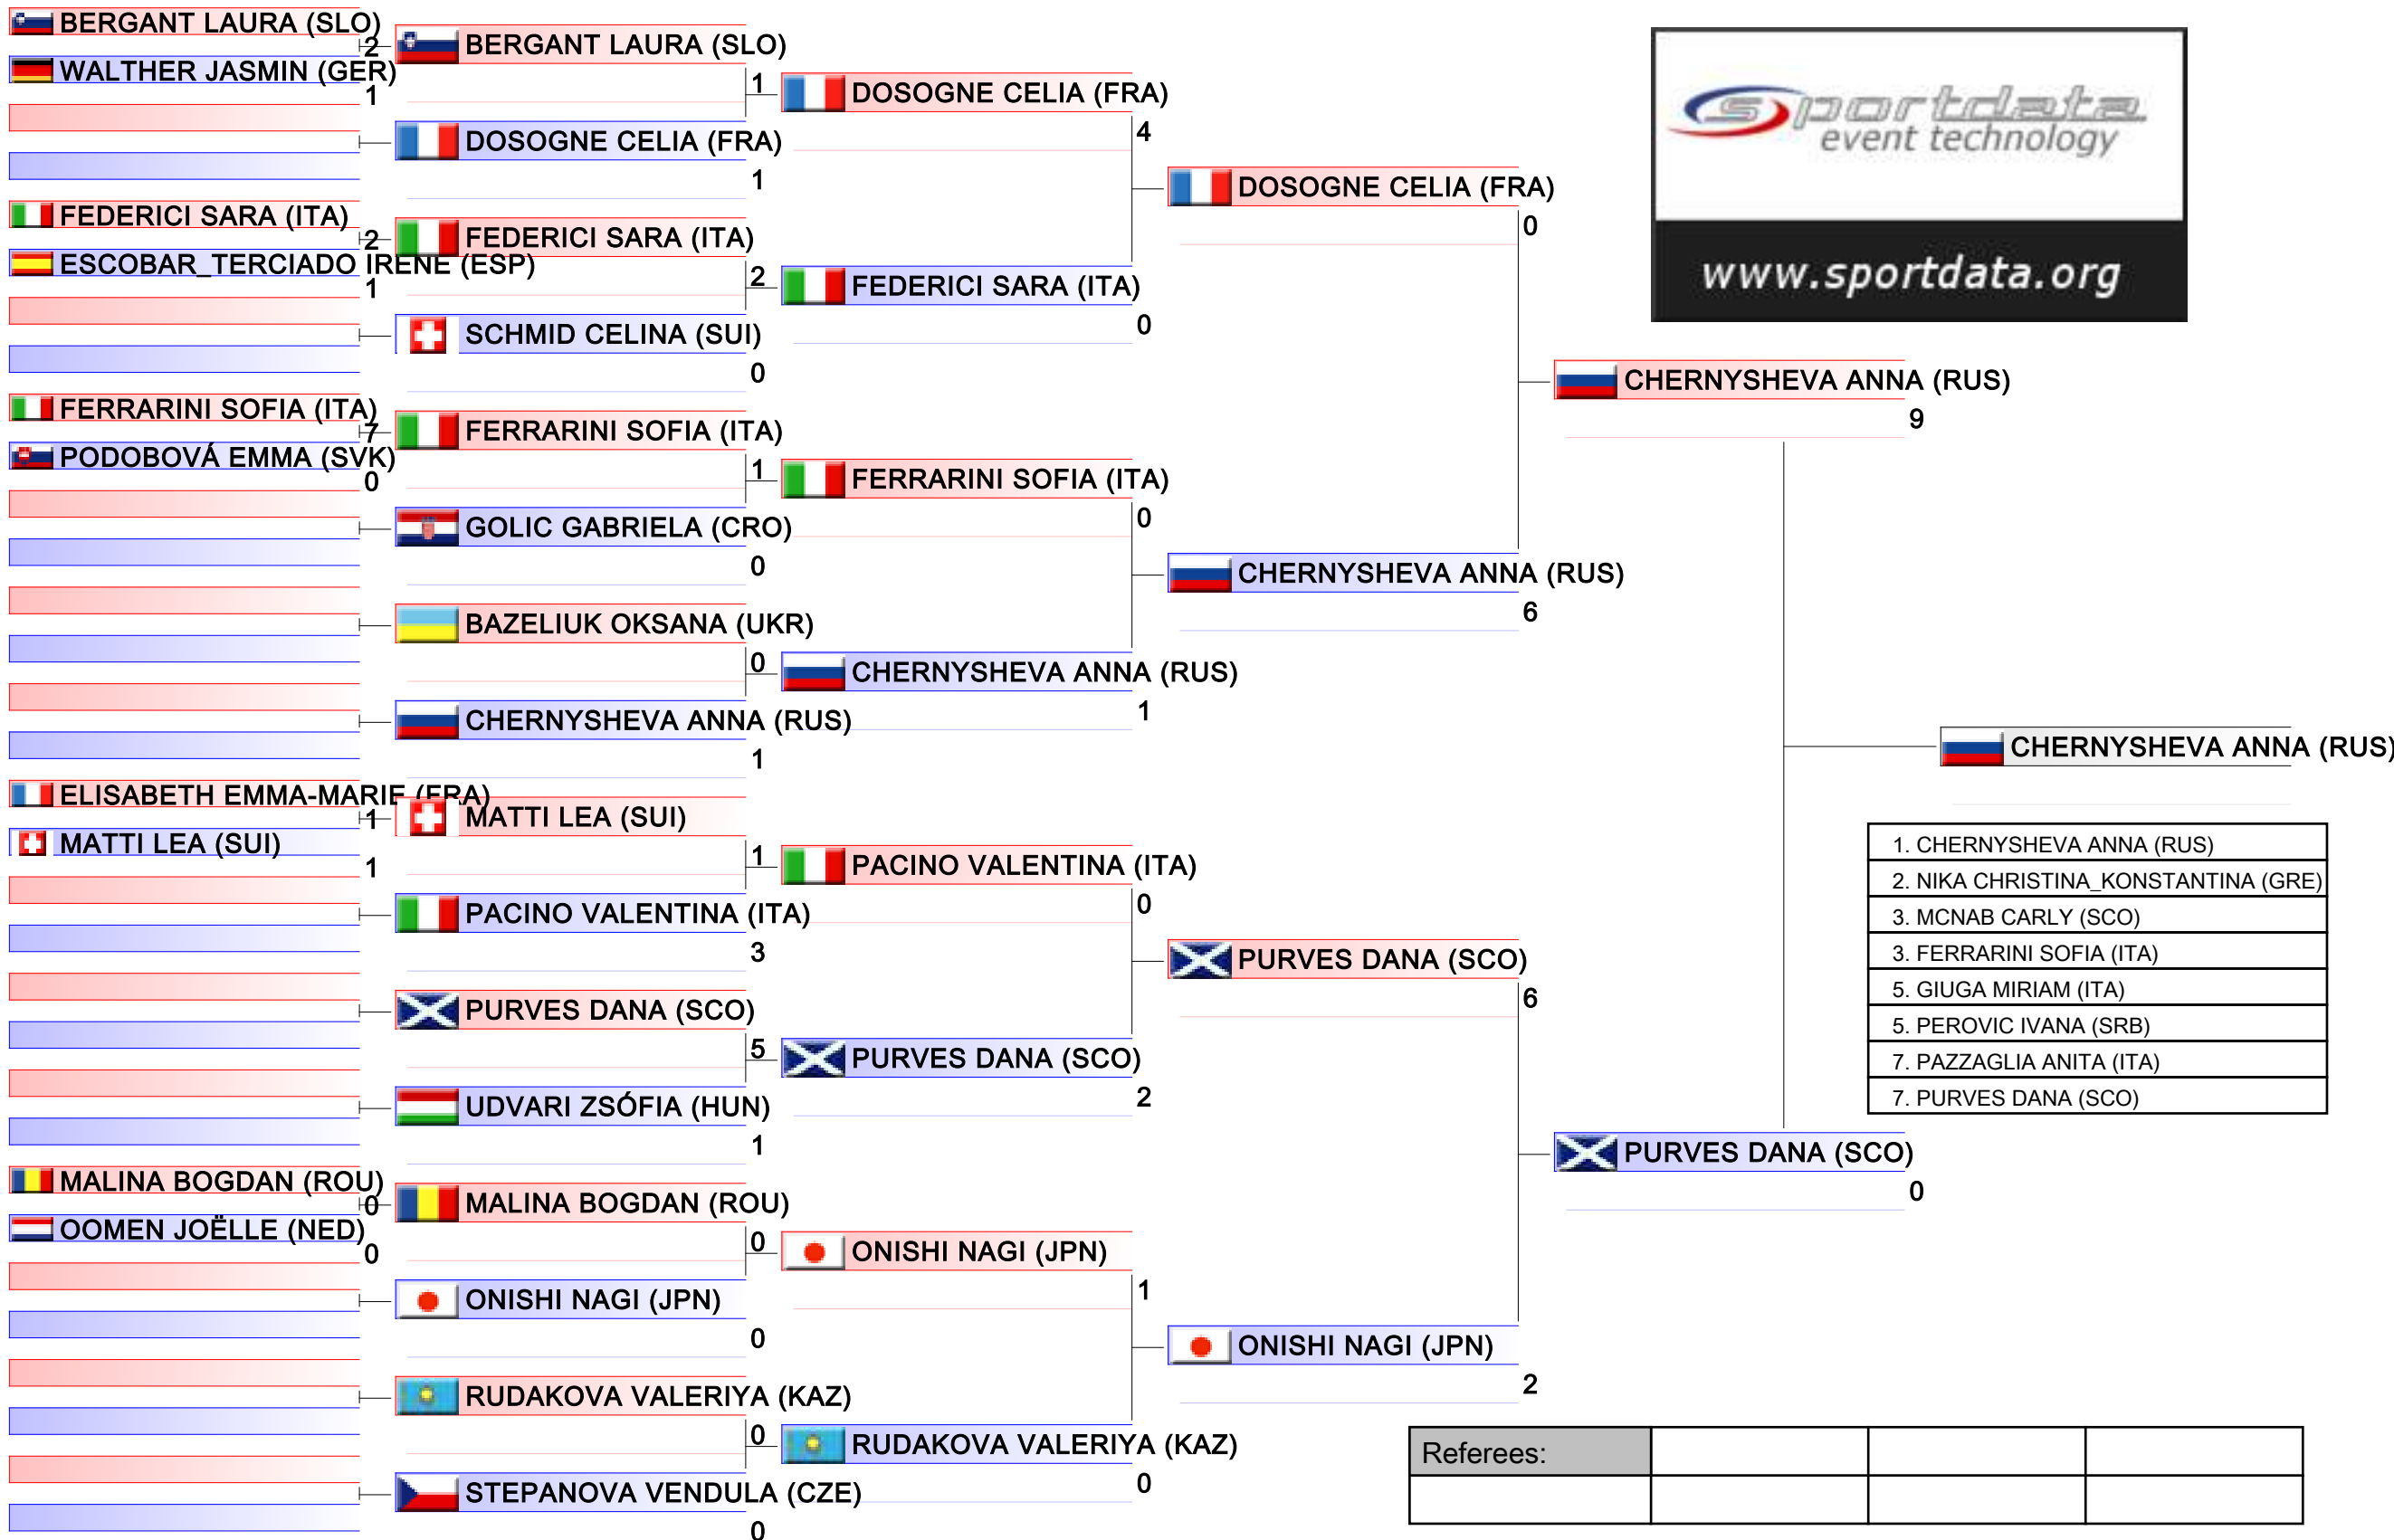 BERGANT LAURA (SLO)
2
WALTHER JASMIN (GER)
1
FEDERICI SARA (ITA)
2
ESCOBAR_TERCIADO IRENE (ESP)
1
FERRARINI SOFIA (ITA)
7
PODOBOVÁ EMMA (SVK)
0
ELISABETH EMMA-MARIE (FRA)
1
MATTI LEA (SUI)
1
MALINA BOGDAN (ROU)
0
OOMEN JOËLLE (NED)
0
BERGANT LAURA (SLO)
1
DOSOGNE CELIA (FRA)
1
FEDERICI SARA (ITA)
2
SCHMID CELINA (SUI)
0
FERRARINI SOFIA (ITA)
1
GOLIC GABRIELA (CRO)
0
BAZELIUK OKSANA (UKR)
0
CHERNYSHEVA ANNA (RUS)
1
MATTI LEA (SUI)
1
PACINO VALENTINA (ITA)
3
PURVES DANA (SCO)
5
UDVARI ZSÓFIA (HUN)
1
MALINA BOGDAN (ROU)
0
ONISHI NAGI (JPN)
0
RUDAKOVA VALERIYA (KAZ)
0
STEPANOVA VENDULA (CZE)
0
DOSOGNE CELIA (FRA)
4
FEDERICI SARA (ITA)
0
FERRARINI SOFIA (ITA)
0
CHERNYSHEVA ANNA (RUS)
1
PACINO VALENTINA (ITA)
0
PURVES DANA (SCO)
2
ONISHI NAGI (JPN)
1
RUDAKOVA VALERIYA (KAZ)
0
DOSOGNE CELIA (FRA)
0
CHERNYSHEVA ANNA (RUS)
6
PURVES DANA (SCO)
6
ONISHI NAGI (JPN)
2
CHERNYSHEVA ANNA (RUS)
9
PURVES DANA (SCO)
0
CHERNYSHEVA ANNA (RUS)
sportdata
event technology
www.sportdata.org
1. CHERNYSHEVA ANNA (RUS)
2. NIKA CHRISTINA_KONSTANTINA (GRE)
3. MCNAB CARLY (SCO)
3. FERRARINI SOFIA (ITA)
5. GIUGA MIRIAM (ITA)
5. PEROVIC IVANA (SRB)
7. PAZZAGLIA ANITA (ITA)
7. PURVES DANA (SCO)
Referees: